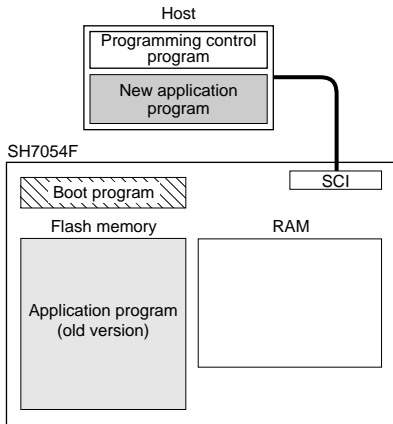 Host
Programming control
program
New application
program
SH7054F
SCI
Boot program
Flash memory
RAM
Application program
(old version)